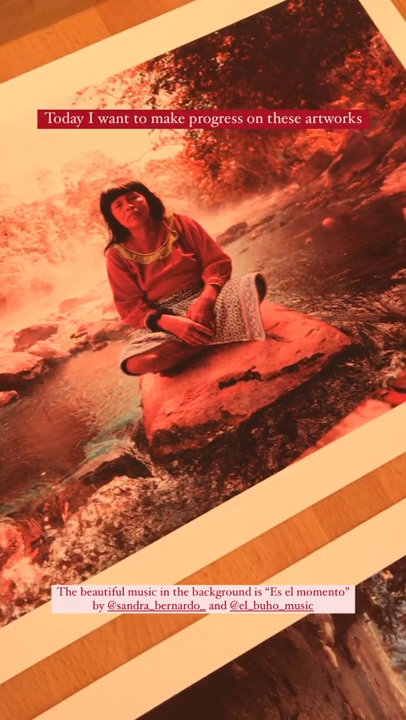 Today I want to make progress on these artworks
The beautiful music in the background is “Es el momento”
by @sandra_bernardo_ and @el_buho_music